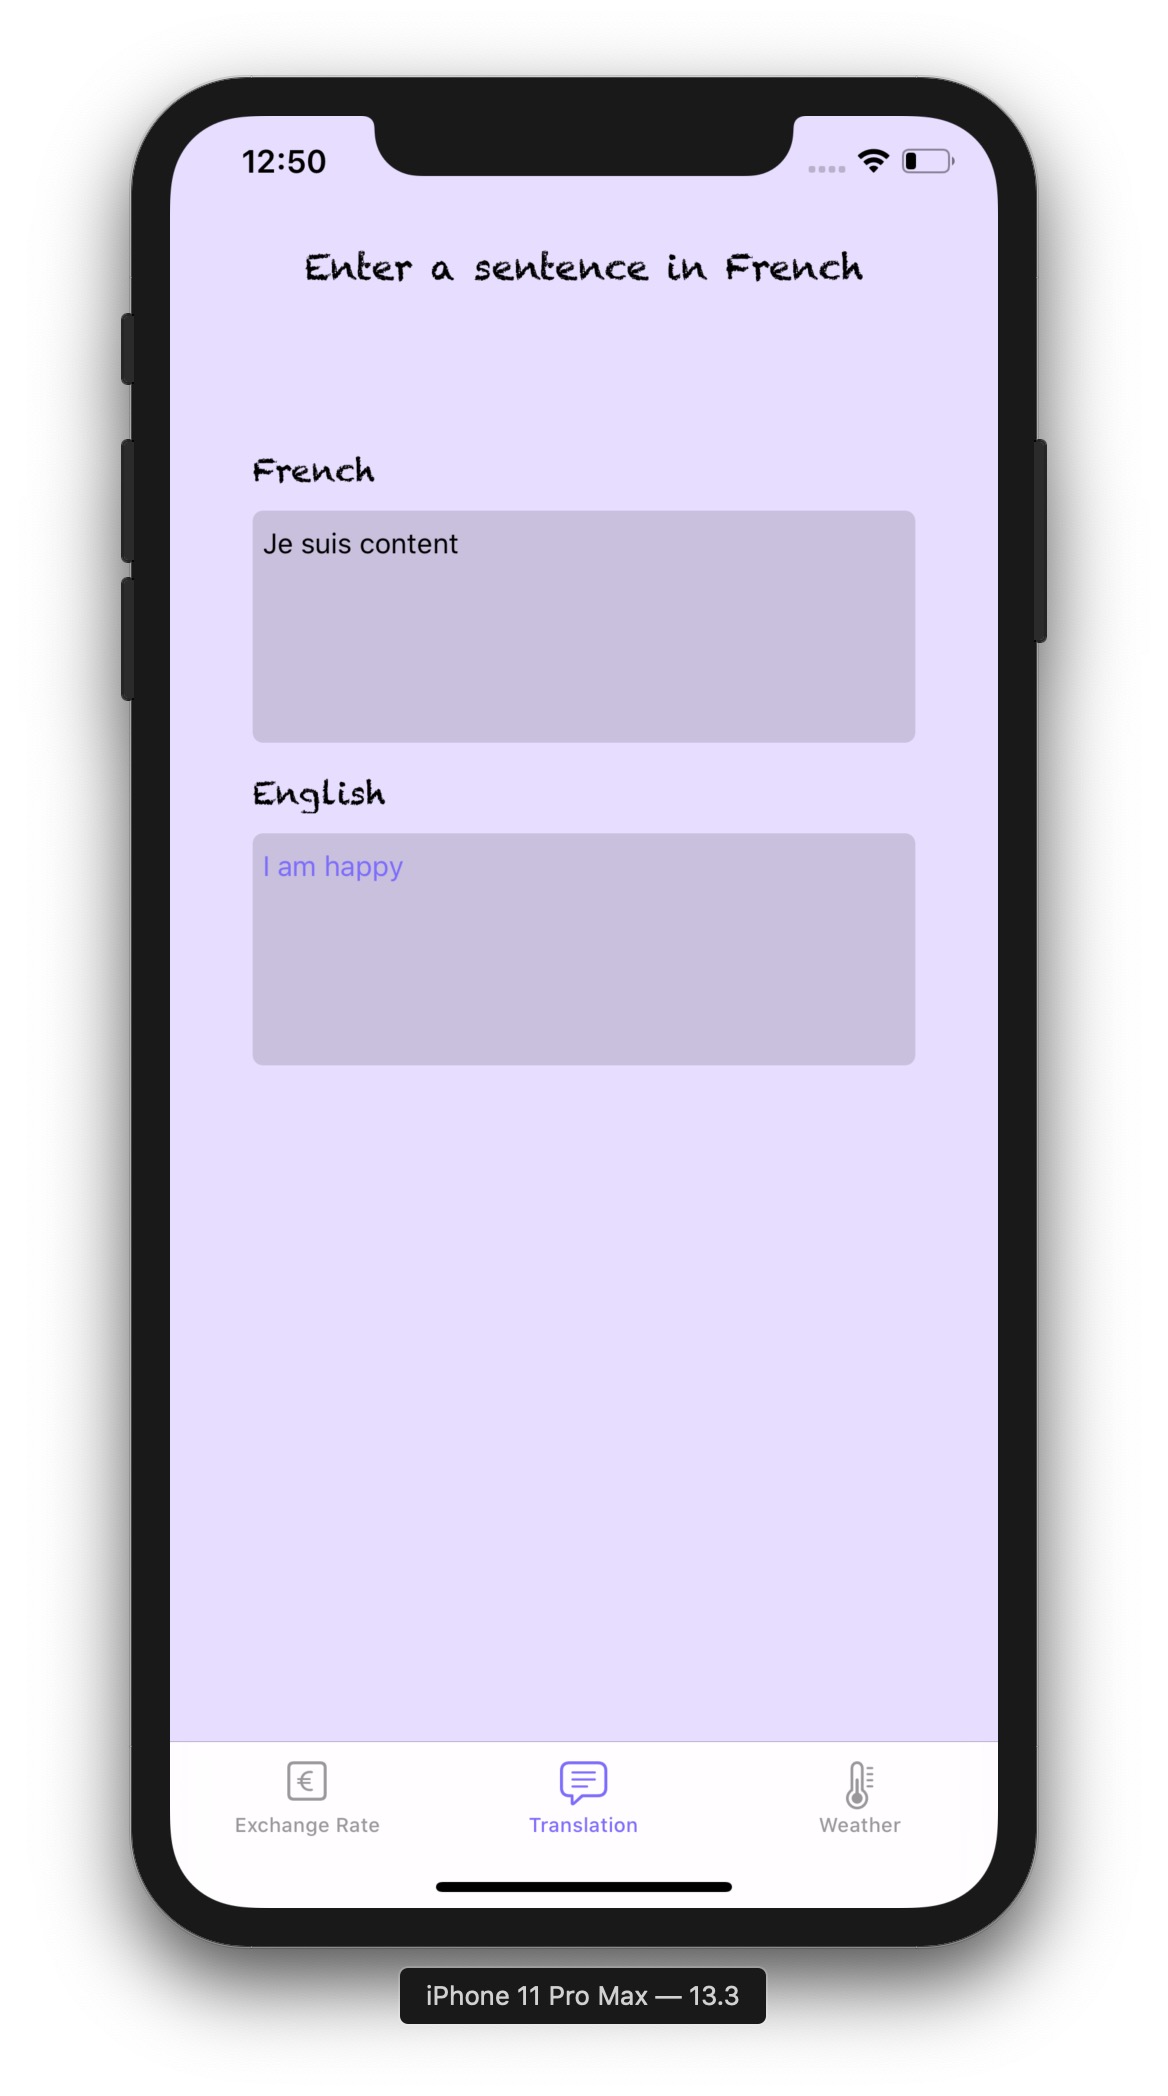 12:50
Enter a sentence in French
French
Je suis content
English
I am happy
Exchange Rate
Translation
Weather
iPhone 11 Pro Max — 13.3